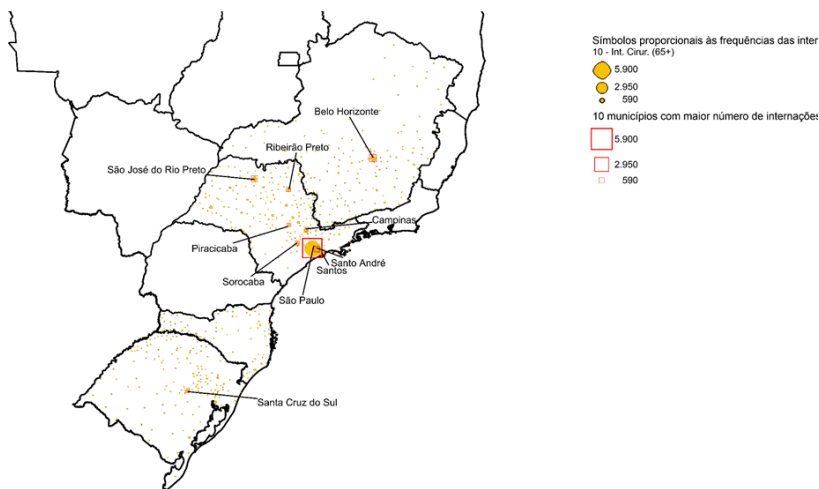 Símbolos proporcionais às frequências das inter
10 - Int. Cirur. (65+)
5.900
2.950
590
10 municípios com maior número de internações
5.900
2.950
590
Belo Horizonte
Ribeirão Preto
São José do Rio Preto
Campinas
Piracicaba
Santo André
Santos
Sorocaba
São Paulo
Santa Cruz do Sul